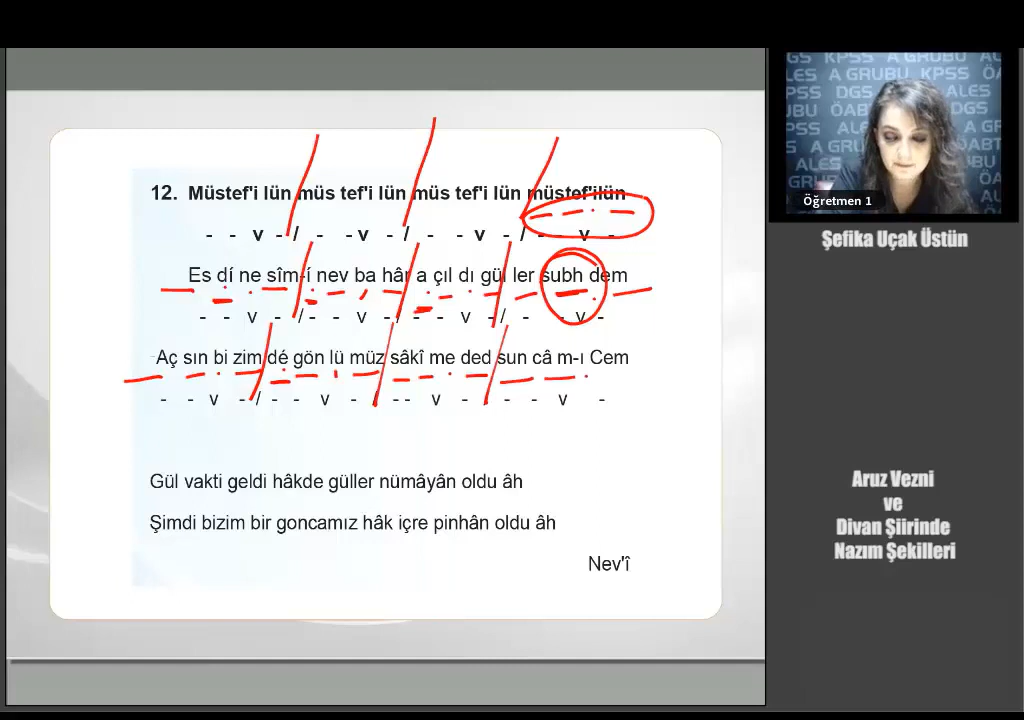 12. Müstef'i lün müs tef'i lün müs tef'i lün müstef'ilün
- - v - / - - v - / - - v - / - - v -
Es dí ne sîm-í nev ba hâr a çıl dı gül ler subh dem
- - v - / - - v - / - - v - / - - v -
Aç sın bi zim dé gön lü müz sâkî me ded sun câ m-ı Cem
- - v - / - - v - / - - v - / - - v -
Gül vakti geldi hâkde güller nümâyân oldu âh
Şimdi bizim bir goncamız hâk içre pinhân oldu âh
Nev'î
Öğretmen 1
Şefika Uçak Üstün
Aruz Vezni
ve
Divan Şiirinde
Nazım Şekilleri